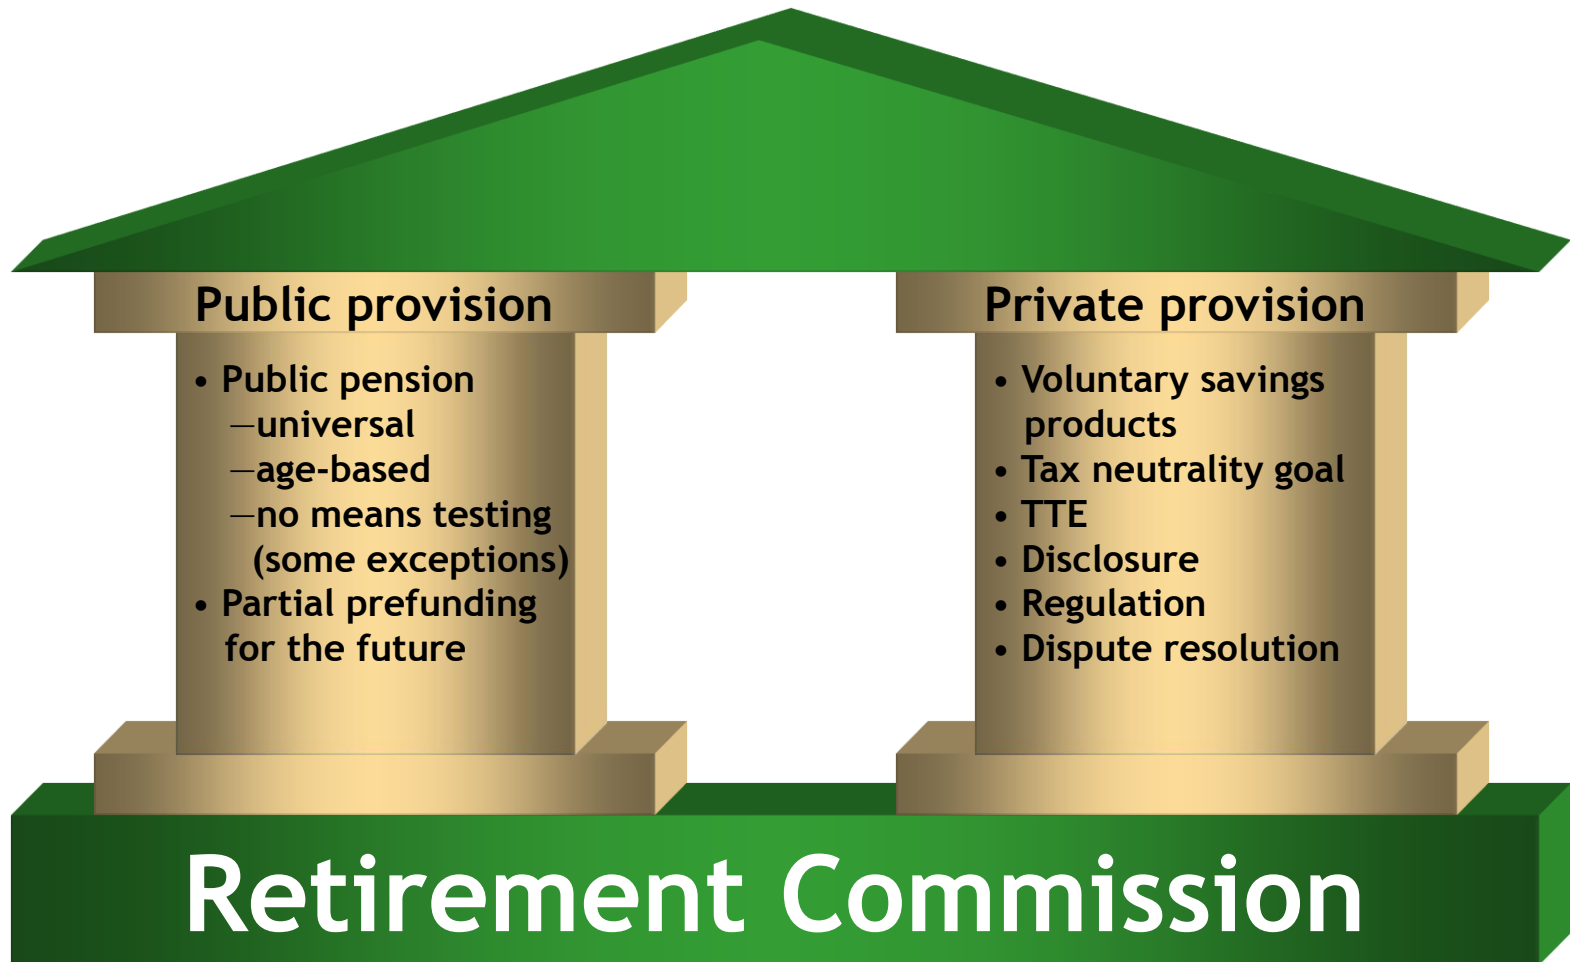 Public provision
• Public pension
—universal
—age-based
—no means testing
(some exceptions)
• Partial prefunding
for the future
Private provision
• Voluntary savings
products
• Tax neutrality goal
• TTE
• Disclosure
• Regulation
• Dispute resolution
Retirement Commission